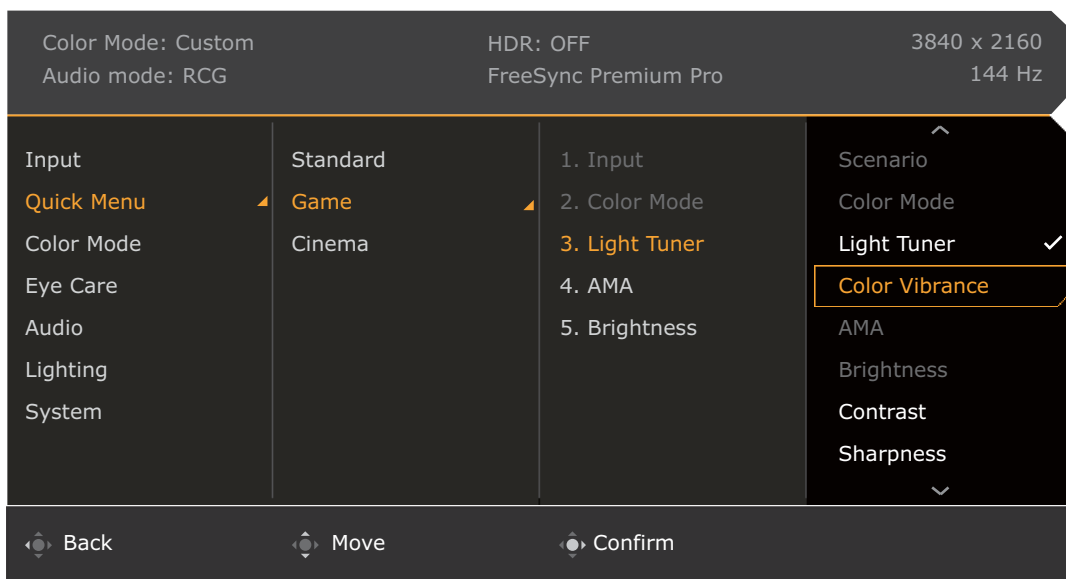 Color Mode: Custom
Audio mode: RCG
HDR: OFF
FreeSync Premium Pro
3840 x 2160
144 Hz
Input
Quick Menu
Color Mode
Eye Care
Audio
Lighting
System
Standard
Game
Cinema
1. Input
2. Color Mode
3. Light Tuner
4. AMA
5. Brightness
Scenario
Color Mode
Light Tuner
Color Vibrance
AMA
Brightness
Contrast
Sharpness
Back
Move
Confirm